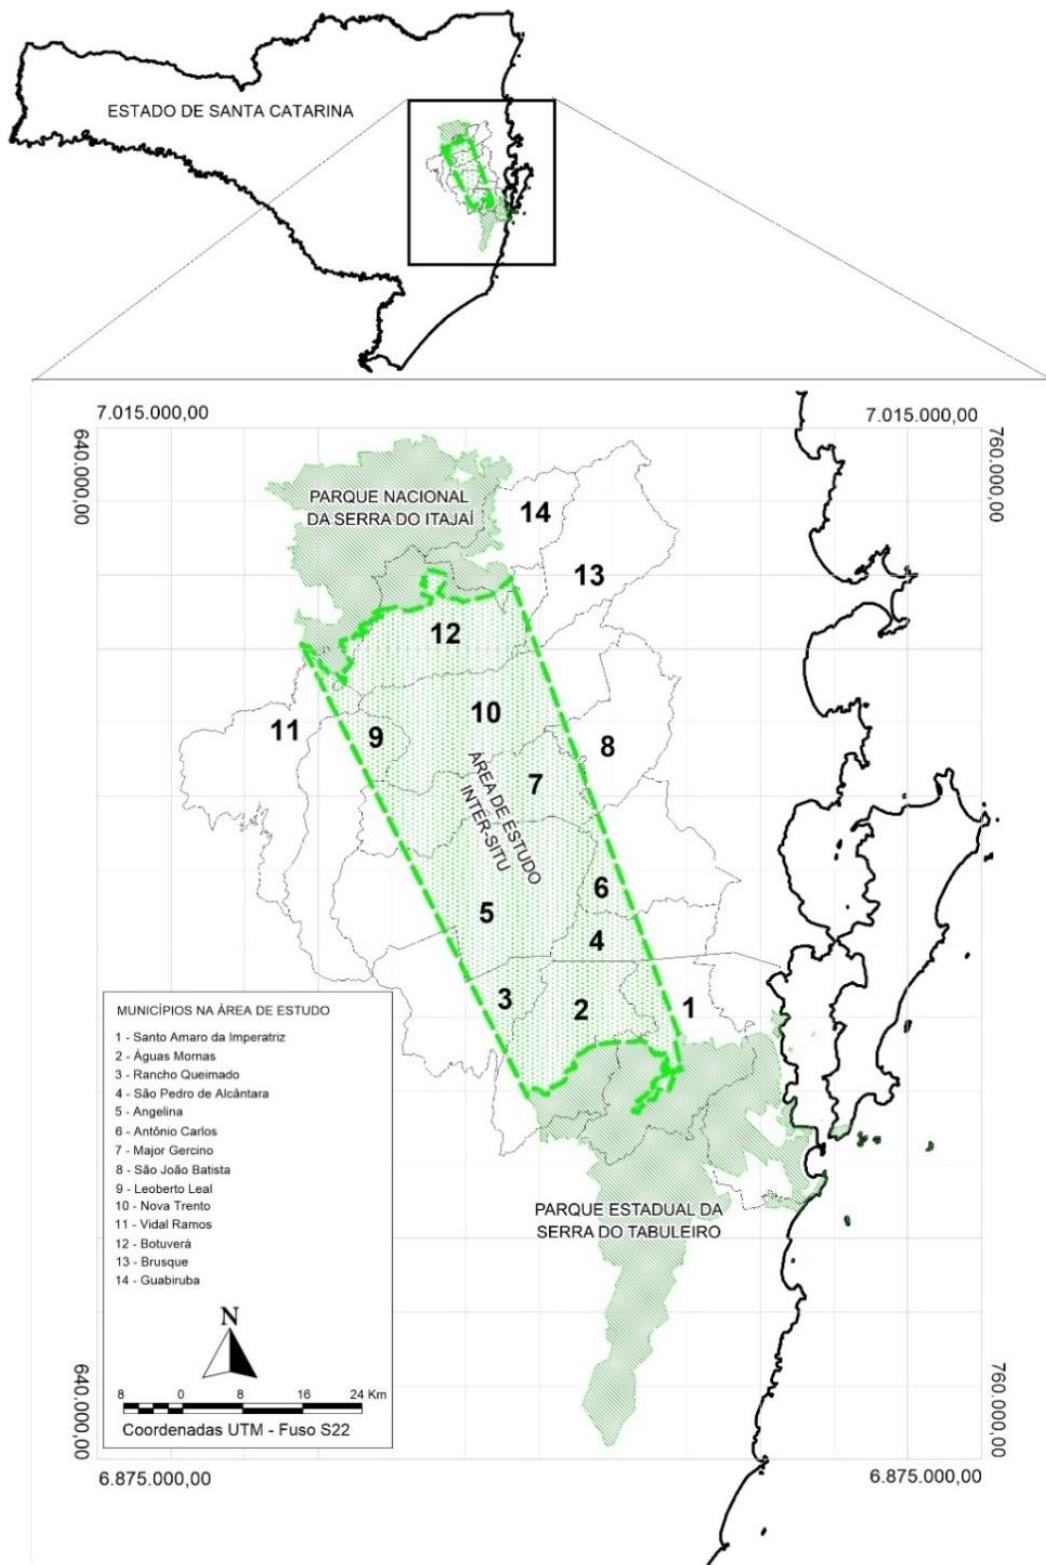 ESTADO DE SANTA CATARINA
7.015.000,00
7.015.000,00
640.000,00
760.000,00
PARQUE NACIONAL
DA SERRA DO ITAJAÍ
14
13
12
11
9
10
8
7
ÁREA DE ESTUDO
INTER-SITU
6
5
4
3
2
1
MUNICÍPIOS NA ÁREA DE ESTUDO
1 - Santo Amaro da Imperatriz
2 - Águas Mornas
3 - Rancho Queimado
4 - São Pedro de Alcântara
5 - Angelina
6 - Antônio Carlos
7 - Major Gercino
8 - São João Batista
9 - Leoberto Leal
10 - Nova Trento
11 - Vidal Ramos
12 - Botuverá
13 - Brusque
14 - Guabiruba
N
8 0 8 16 24 Km
Coordenadas UTM - Fuso S22
PARQUE ESTADUAL DA
SERRA DO TABULEIRO
640.000,00
760.000,00
6.875.000,00
6.875.000,00